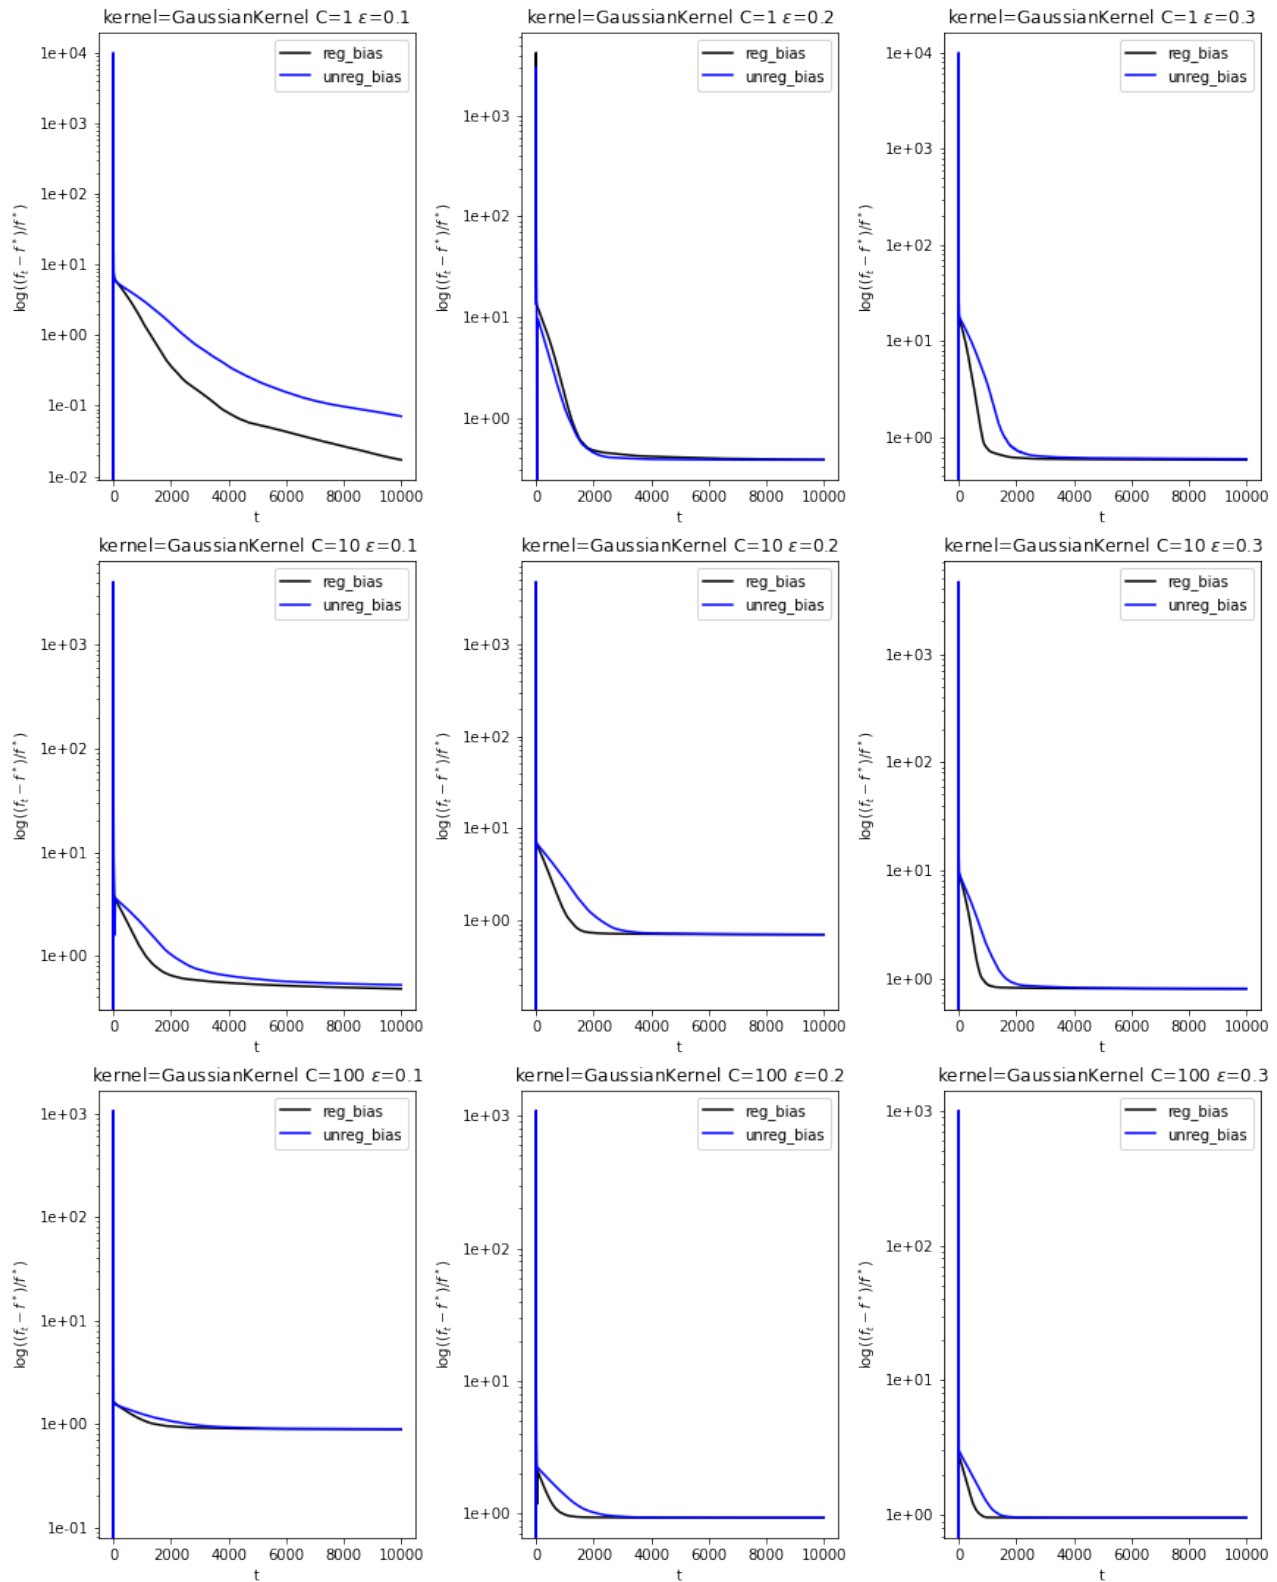 kernel=GaussianKernel C=1 ε=0.1
reg_bias
unreg_bias
1e+04
1e+03
1e+02
1e+01
1e+00
1e-01
1e-02
log((f_t − f*)/f*)
0 2000 4000 6000 8000 10000
t
kernel=GaussianKernel C=1 ε=0.2
reg_bias
unreg_bias
1e+03
1e+02
1e+01
1e+00
log((f_t − f*)/f*)
0 2000 4000 6000 8000 10000
t
kernel=GaussianKernel C=1 ε=0.3
reg_bias
unreg_bias
1e+04
1e+03
1e+02
1e+01
1e+00
log((f_t − f*)/f*)
0 2000 4000 6000 8000 10000
t
kernel=GaussianKernel C=10 ε=0.1
reg_bias
unreg_bias
1e+03
1e+02
1e+01
1e+00
log((f_t − f*)/f*)
0 2000 4000 6000 8000 10000
t
kernel=GaussianKernel C=10 ε=0.2
reg_bias
unreg_bias
1e+03
1e+02
1e+01
1e+00
log((f_t − f*)/f*)
0 2000 4000 6000 8000 10000
t
kernel=GaussianKernel C=10 ε=0.3
reg_bias
unreg_bias
1e+03
1e+02
1e+01
1e+00
log((f_t − f*)/f*)
0 2000 4000 6000 8000 10000
t
kernel=GaussianKernel C=100 ε=0.1
reg_bias
unreg_bias
1e+03
1e+02
1e+01
1e+00
1e-01
log((f_t − f*)/f*)
0 2000 4000 6000 8000 10000
t
kernel=GaussianKernel C=100 ε=0.2
reg_bias
unreg_bias
1e+03
1e+02
1e+01
1e+00
log((f_t − f*)/f*)
0 2000 4000 6000 8000 10000
t
kernel=GaussianKernel C=100 ε=0.3
reg_bias
unreg_bias
1e+03
1e+02
1e+01
1e+00
log((f_t − f*)/f*)
0 2000 4000 6000 8000 10000
t